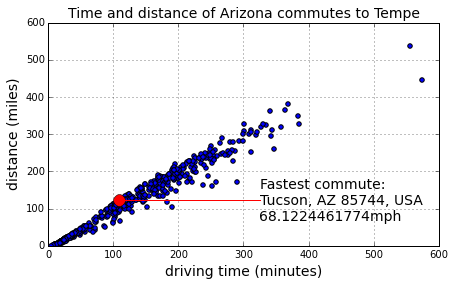 Time and distance of Arizona commutes to Tempe
600
500
400
300
200
100
0
distance (miles)
Fastest commute:
Tucson, AZ 85744, USA
68.1224461774mph
0 100 200 300 400 500 600
driving time (minutes)